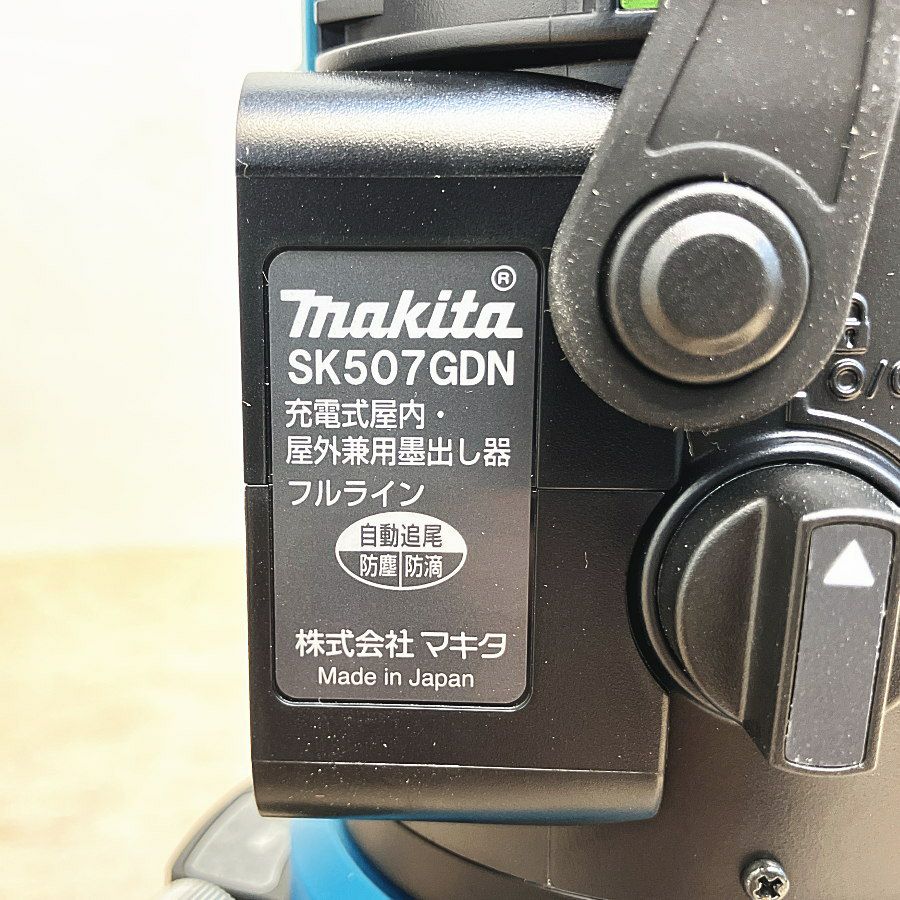 makita®
SK507GDN
充電式屋内・
屋外兼用墨出し器
フルライン
自動追尾
防塵 防滴
株式会社 マキタ
Made in Japan